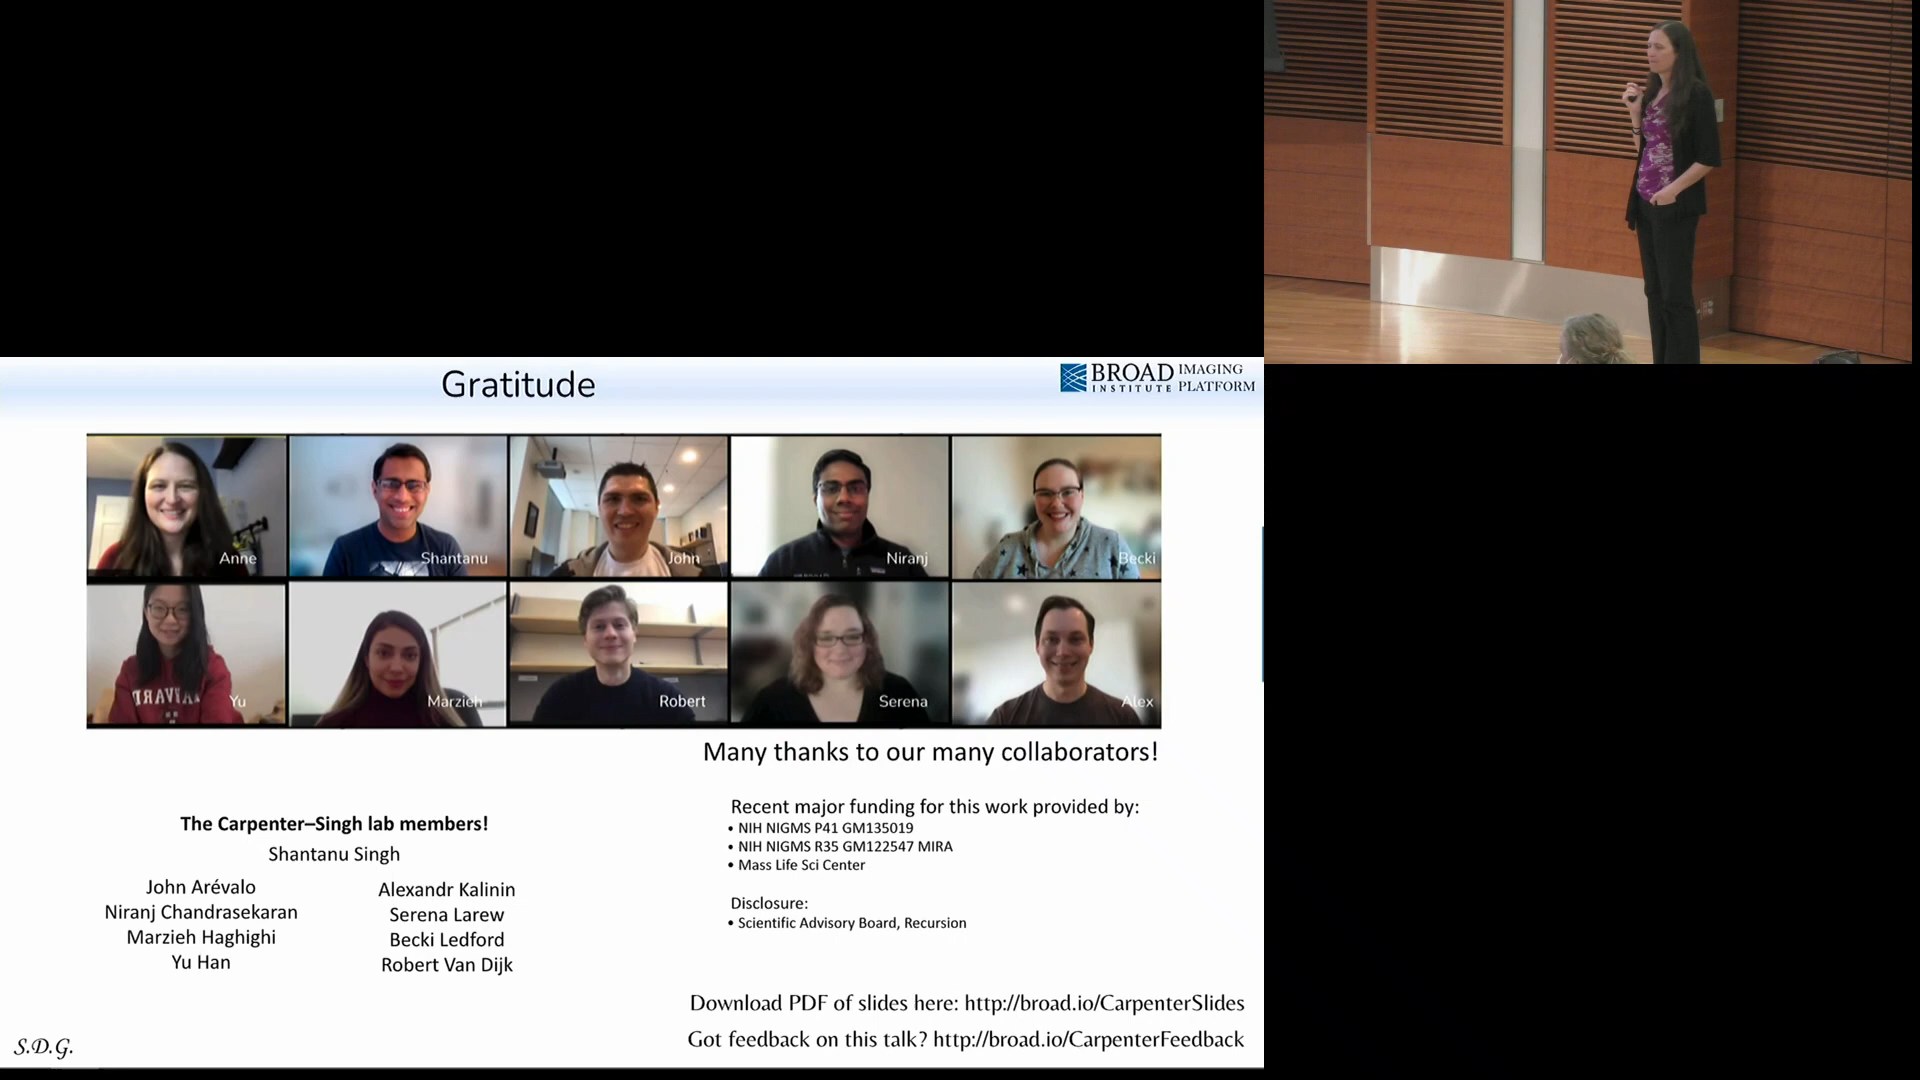 Gratitude
BROAD
INSTITUTE
IMAGING
PLATFORM
Anne
Shantanu
John
Niranj
Becki
HARVARD
Yu
Marzieh
Robert
Serena
Alex
Many thanks to our many collaborators!
The Carpenter–Singh lab members!
Shantanu Singh
John Arévalo
Niranj Chandrasekaran
Marzieh Haghighi
Yu Han
Alexandr Kalinin
Serena Larew
Becki Ledford
Robert Van Dijk
Recent major funding for this work provided by:
• NIH NIGMS P41 GM135019
• NIH NIGMS R35 GM122547 MIRA
• Mass Life Sci Center
Disclosure:
• Scientific Advisory Board, Recursion
Download PDF of slides here: http://broad.io/CarpenterSlides
Got feedback on this talk? http://broad.io/CarpenterFeedback
S.D.G.